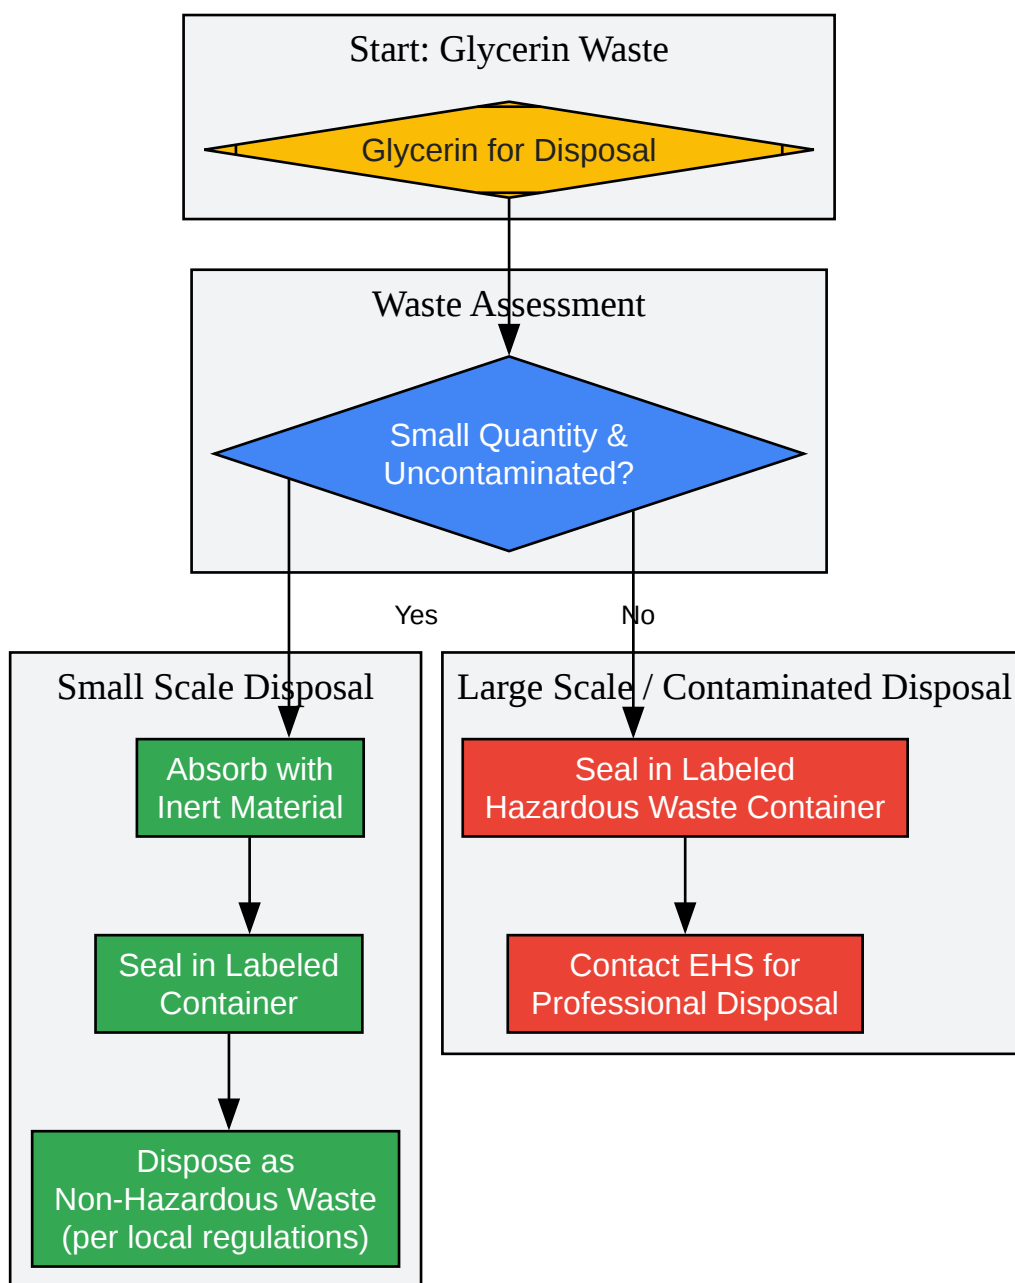 Start: Glycerin Waste
Glycerin for Disposal
Waste Assessment
Small Quantity &
Uncontaminated?
Yes
No
Small Scale Disposal
Absorb with
Inert Material
Seal in Labeled
Container
Dispose as
Non-Hazardous Waste
(per local regulations)
Large Scale / Contaminated Disposal
Seal in Labeled
Hazardous Waste Container
Contact EHS for
Professional Disposal